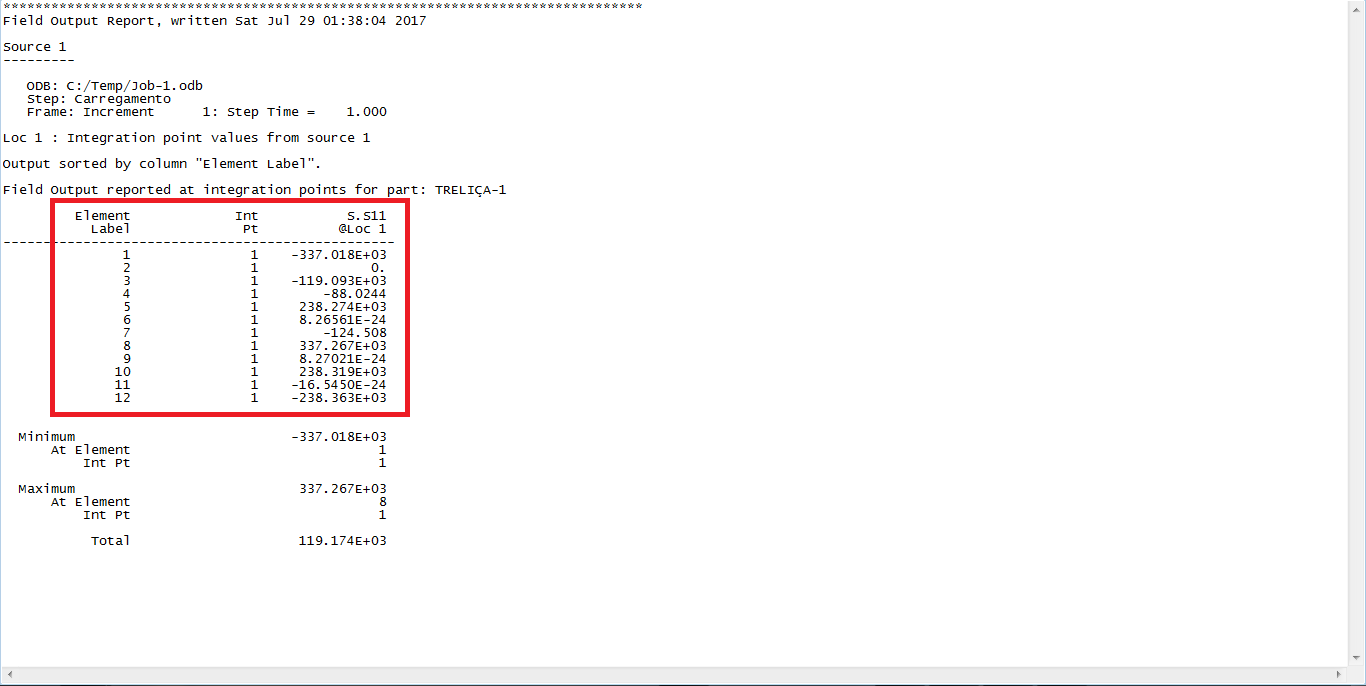 ********************************************************************************
Field Output Report, written Sat Jul 29 01:38:04 2017
Source 1
---------
ODB: C:/Temp/Job-1.odb
Step: Carregamento
Frame: Increment      1: Step Time =    1.000
Loc 1 : Integration point values from source 1
Output sorted by column "Element Label".
Field Output reported at integration points for part: TRELIÇA-1
Element             Int           S.S11
Label              Pt          @Loc 1
-------------------------------------------------
1               1    -337.018E+03
2               1              0.
3               1    -119.093E+03
4               1        -88.0244
5               1     238.274E+03
6               1     8.26561E-24
7               1        -124.508
8               1     337.267E+03
9               1     8.27021E-24
10               1     238.319E+03
11               1    -16.5450E-24
12               1    -238.363E+03
Minimum                           -337.018E+03
At Element                               1
Int Pt                               1
Maximum                            337.267E+03
At Element                               8
Int Pt                               1
Total                     119.174E+03